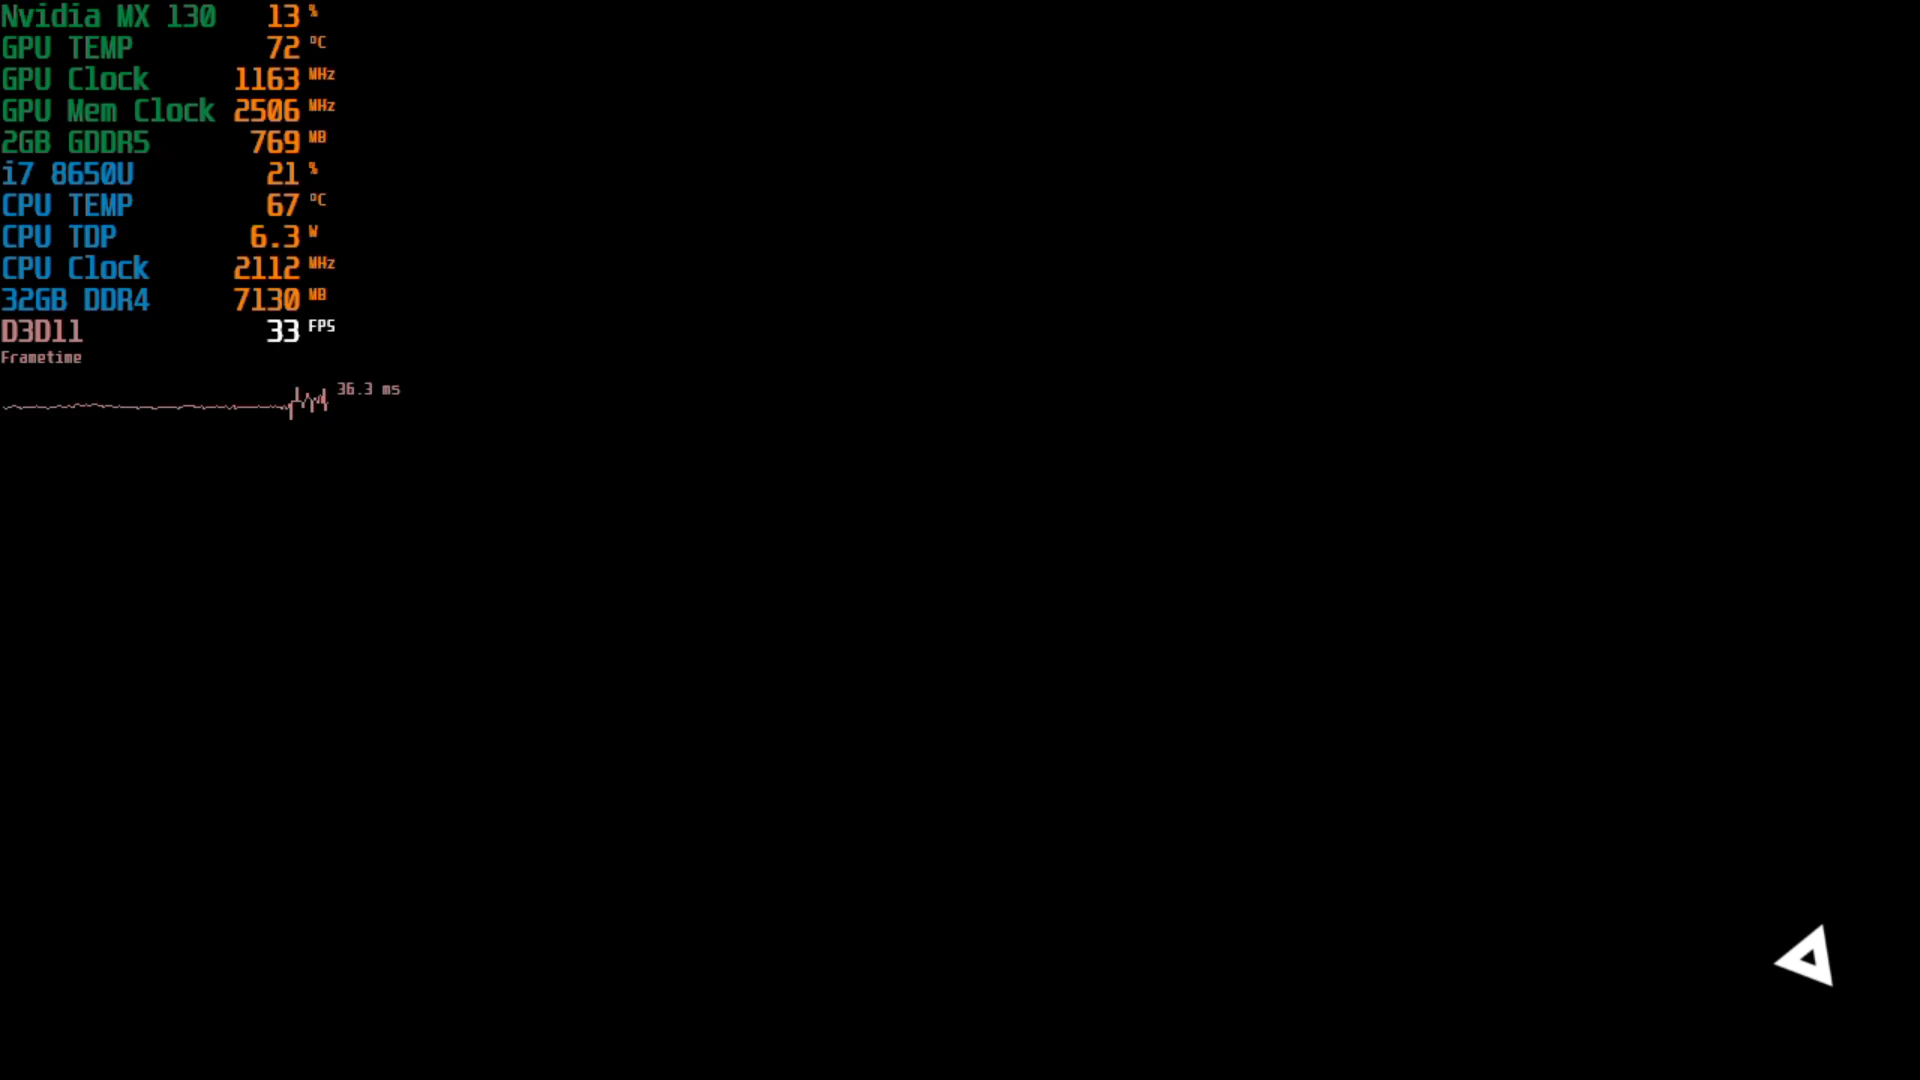 Nvidia MX 130 13 %
GPU TEMP 72 °C
GPU Clock 1163 MHz
GPU Mem Clock 2506 MHz
2GB GDDR5 769 MB
i7 8650U 21 %
CPU TEMP 67 °C
CPU TDP 6.3 W
CPU Clock 2112 MHz
32GB DDR4 7130 MB
D3D11 33 FPS
Frametime
36.3 ms